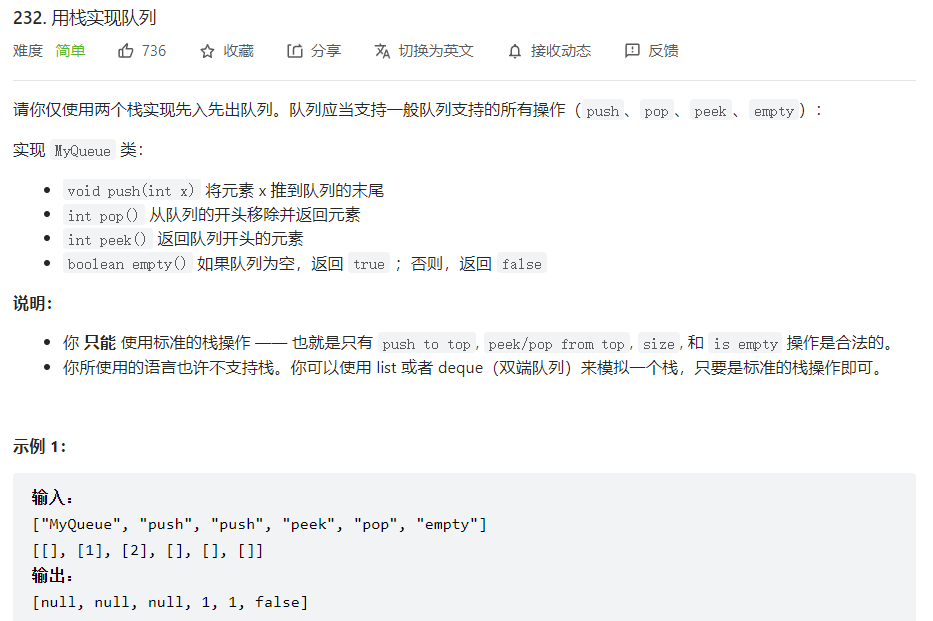 232. 用栈实现队列
难度 简单 736 收藏 分享 切换为英文 接收动态 反馈
请你仅使用两个栈实现先入先出队列。队列应当支持一般队列支持的所有操作（push、pop、peek、empty）：
实现 MyQueue 类：
void push(int x) 将元素 x 推到队列的末尾
int pop() 从队列的开头移除并返回元素
int peek() 返回队列开头的元素
boolean empty() 如果队列为空，返回 true ；否则，返回 false
说明：
你 只能 使用标准的栈操作 —— 也就是只有 push to top, peek/pop from top, size, 和 is empty 操作是合法的。
你所使用的语言也许不支持栈。你可以使用 list 或者 deque（双端队列）来模拟一个栈，只要是标准的栈操作即可。
示例 1：
输入：
["MyQueue", "push", "push", "peek", "pop", "empty"]
[[], [1], [2], [], [], []]
输出：
[null, null, null, 1, 1, false]